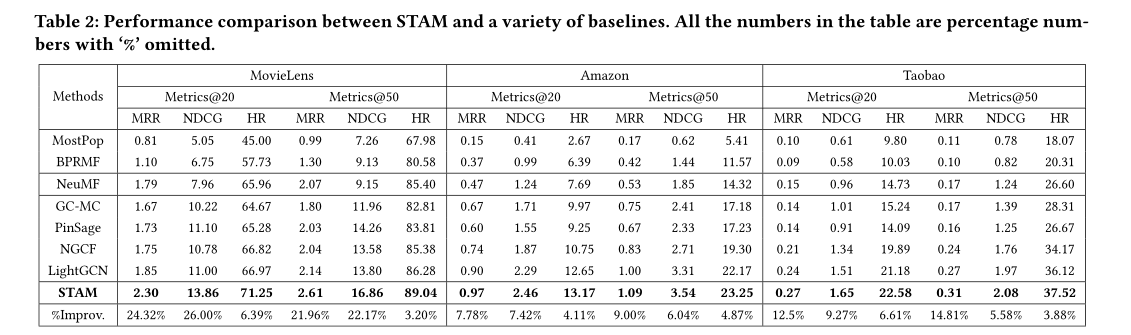 Table 2: Performance comparison between STAM and a variety of baselines. All the numbers in the table are percentage num-
bers with ‘%’ omitted.
Methods MovieLens Amazon Taobao
Metrics@20 Metrics@50 Metrics@20 Metrics@50 Metrics@20 Metrics@50
MRR NDCG HR MRR NDCG HR MRR NDCG HR MRR NDCG HR MRR NDCG HR MRR NDCG HR
MostPop 0.81 5.05 45.00 0.99 7.26 67.98 0.15 0.41 2.67 0.17 0.62 5.41 0.10 0.61 9.80 0.11 0.78 18.07
BPRMF 1.10 6.75 57.73 1.30 9.13 80.58 0.37 0.99 6.39 0.42 1.44 11.57 0.09 0.58 10.03 0.10 0.82 20.31
NeuMF 1.79 7.96 65.96 2.07 9.15 85.40 0.47 1.24 7.69 0.53 1.85 14.32 0.15 0.96 14.73 0.17 1.24 26.60
GC-MC 1.67 10.22 64.67 1.80 11.96 82.81 0.67 1.71 9.97 0.75 2.41 17.18 0.14 1.01 15.24 0.17 1.39 28.31
PinSage 1.73 11.10 65.28 2.03 14.26 83.81 0.60 1.55 9.25 0.67 2.33 17.23 0.14 0.91 14.09 0.16 1.25 26.67
NGCF 1.75 10.78 66.82 2.04 13.58 85.38 0.74 1.87 10.75 0.83 2.71 19.30 0.21 1.34 19.89 0.24 1.76 34.17
LightGCN 1.85 11.00 66.97 2.14 13.80 86.28 0.90 2.29 12.65 1.00 3.31 22.17 0.24 1.51 21.18 0.27 1.97 36.12
STAM 2.30 13.86 71.25 2.61 16.86 89.04 0.97 2.46 13.17 1.09 3.54 23.25 0.27 1.65 22.58 0.31 2.08 37.52
%Improv. 24.32% 26.00% 6.39% 21.96% 22.17% 3.20% 7.78% 7.42% 4.11% 9.00% 6.04% 4.87% 12.5% 9.27% 6.61% 14.81% 5.58% 3.88%